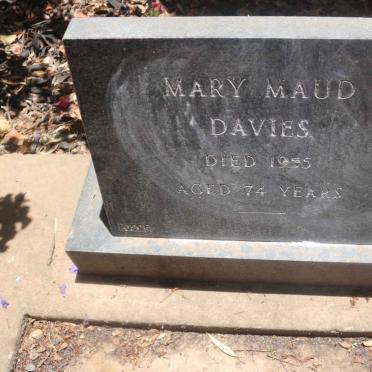 MARY MAUD
DAVIES
DIED 1955
AGED 74 YEARS